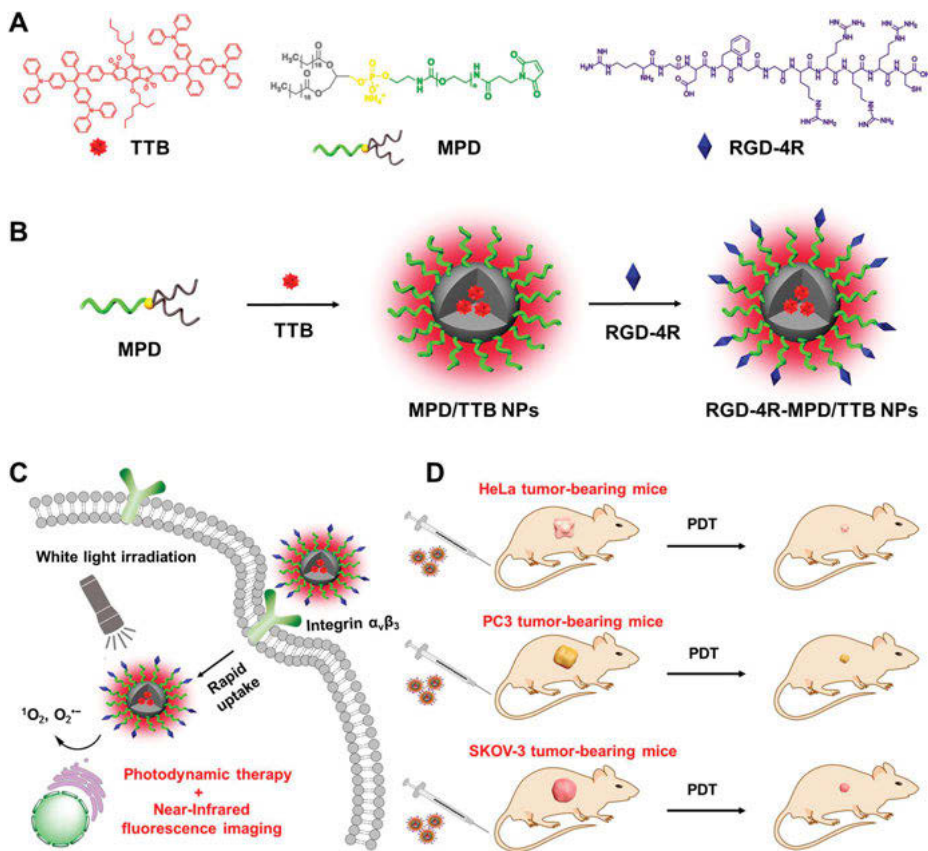 A
TTB
MPD
RGD-4R
B
MPD
TTB
MPD/TTB NPs
RGD-4R
RGD-4R-MPD/TTB NPs
C
White light irradiation
Integrin αvβ3
Rapid
uptake
¹O₂, O₂•−
Photodynamic therapy
+
Near-Infrared
fluorescence imaging
D
HeLa tumor-bearing mice
PDT
PC3 tumor-bearing mice
PDT
SKOV-3 tumor-bearing mice
PDT